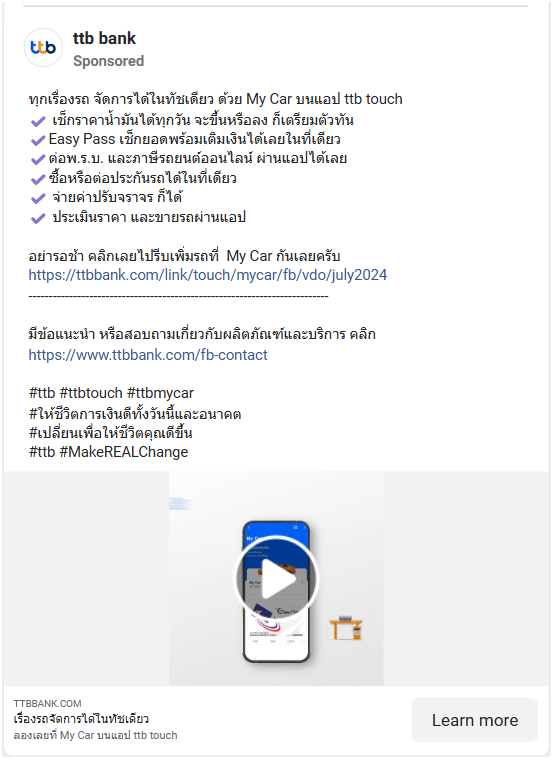 ttb
ttb bank
Sponsored
ทุกเรื่องรถ จัดการได้ในทัชเดียว ด้วย My Car บนแอป ttb touch
เช็กราคาน้ำมันได้ทุกวัน จะขึ้นหรือลง ก็เตรียมตัวทัน
Easy Pass เช็กยอดพร้อมเติมเงินได้เลยในที่เดียว
ต่อพ.ร.บ. และภาษีรถยนต์ออนไลน์ ผ่านแอปได้เลย
ซื้อหรือต่อประกันรถได้ในที่เดียว
จ่ายค่าปรับจราจร ก็ได้
ประเมินราคา และขายรถผ่านแอป
อย่ารอช้า คลิกเลยไปรีบเพิ่มรถที่ My Car กันเลยครับ
https://ttbbank.com/link/touch/mycar/fb/vdo/july2024
---------------------------------------------------------------------------
มีข้อแนะนำ หรือสอบถามเกี่ยวกับผลิตภัณฑ์และบริการ คลิก
https://www.ttbbank.com/fb-contact
#ttb #ttbtouch #ttbmycar
#ให้ชีวิตการเงินดีทั้งวันนี้และอนาคต
#เปลี่ยนเพื่อให้ชีวิตคุณดีขึ้น
#ttb #MakeREALChange
TTBBANK.COM
เรื่องรถจัดการได้ในทัชเดียว
ลองเลยที่ My Car บนแอป ttb touch
Learn more